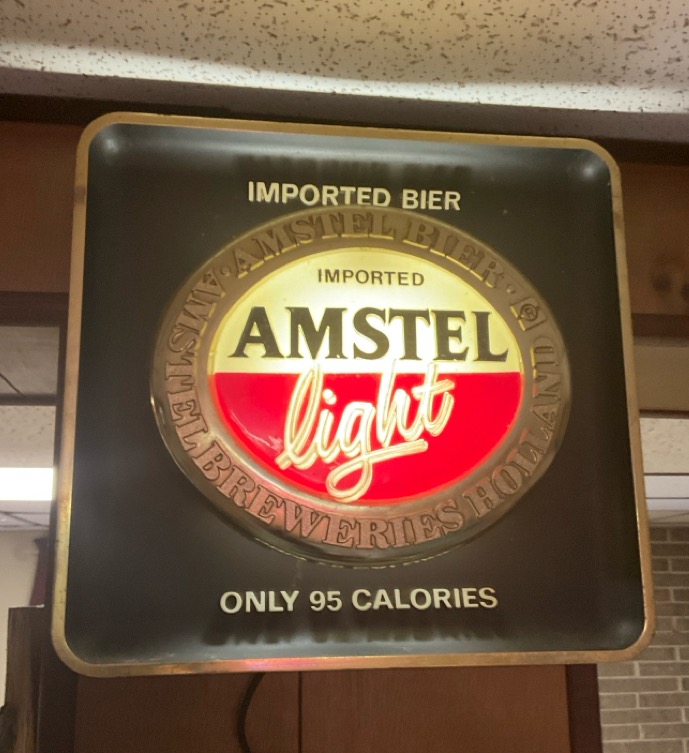 IMPORTED BIER
·AMSTEL BIER·
IMPORTED
AMSTEL
light
AMSTEL BREWERIES HOLLAND
ONLY 95 CALORIES